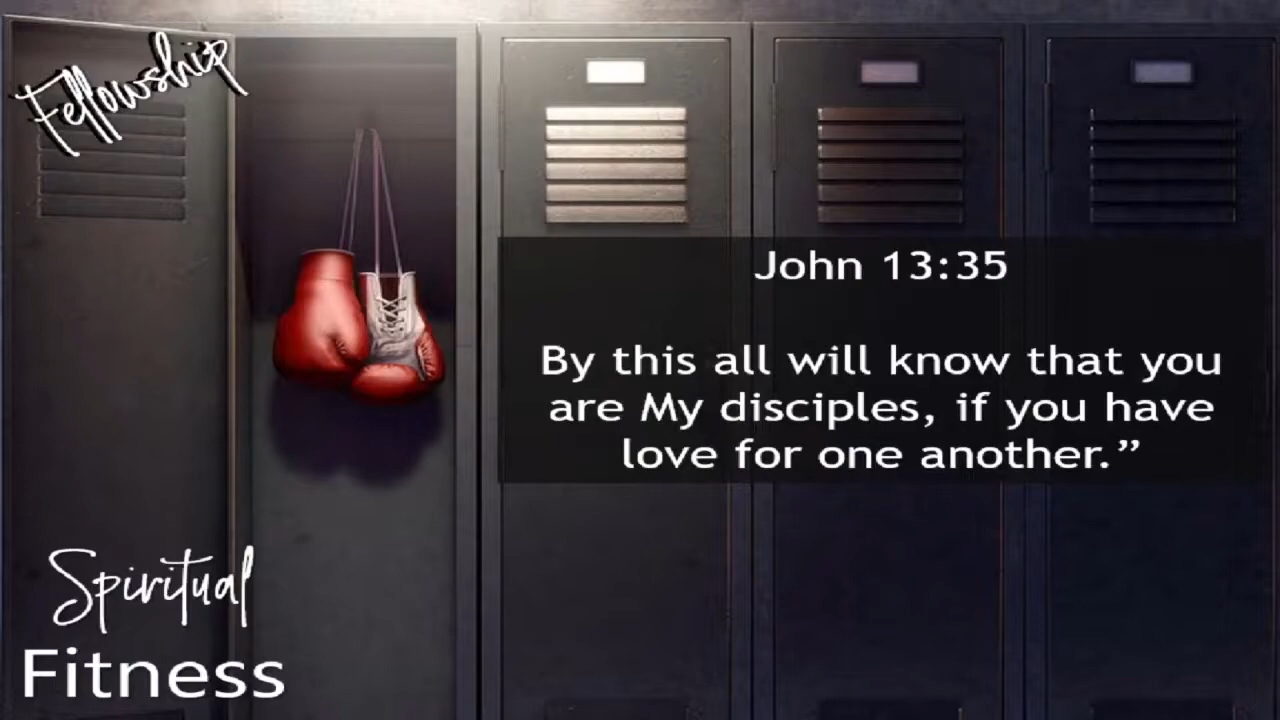 Fellowship
John 13:35
By this all will know that you
are My disciples, if you have
love for one another.”
Spiritual
Fitness